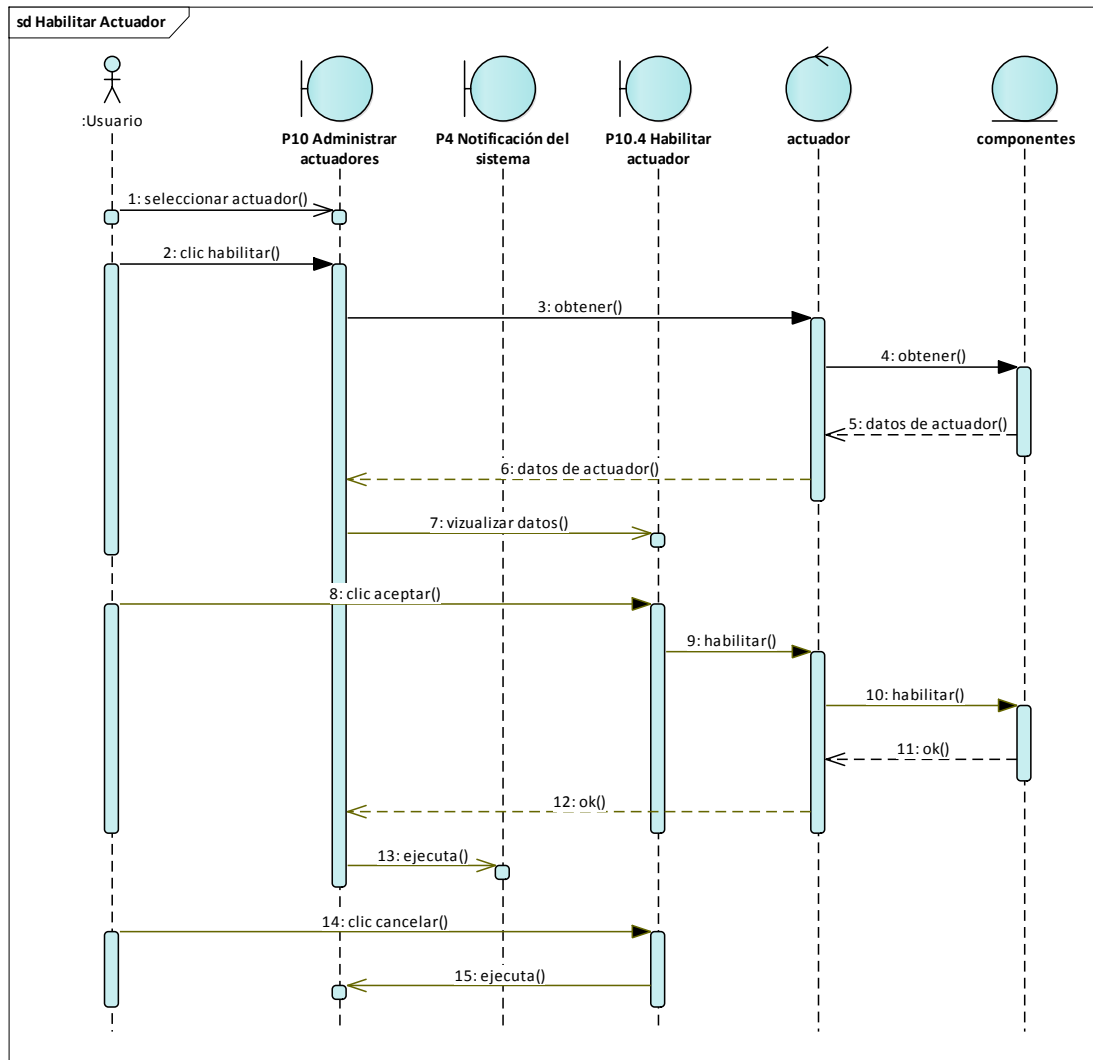 sd Habilitar Actuador
:Usuario
P10 Administrar
actuadores
P4 Notificación del
sistema
P10.4 Habilitar
actuador
actuador
componentes
1: seleccionar actuador()
2: clic habilitar()
3: obtener()
4: obtener()
5: datos de actuador()
6: datos de actuador()
7: vizualizar datos()
8: clic aceptar()
9: habilitar()
10: habilitar()
11: ok()
12: ok()
13: ejecuta()
14: clic cancelar()
15: ejecuta()